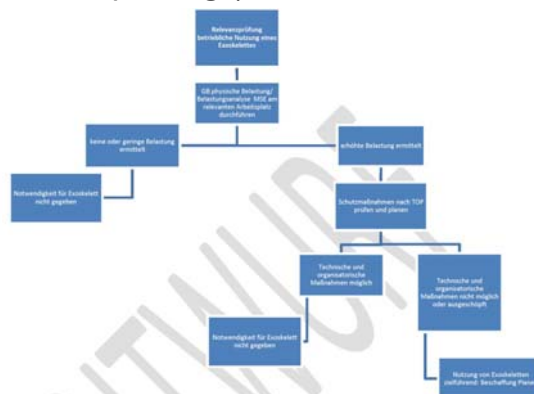 Relevanzprüfung
betriebliche Nutzung eines
Exoskelettes
GB physische Belastung/
Belastungsanalyse MSE am
relevanten Arbeitsplatz
durchführen
keine oder geringe Belastung
ermittelt
erhöhte Belastung ermittelt
Notwendigkeit für Exoskelett
nicht gegeben
Schutzmaßnahmen nach TOP
prüfen und planen
Technische und
organisatorische
Maßnahmen möglich
Technische und
organisatorische
Maßnahmen nicht möglich
oder ausgeschöpft
Notwendigkeit für Exoskelett
nicht gegeben
Nutzung von Exoskeletten
zielführend: Beschaffung Planen
ENTWURF